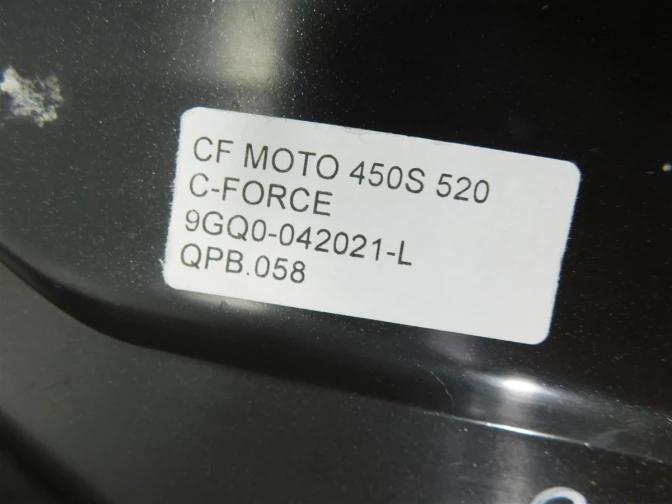 CF MOTO 450S 520
C-FORCE
9GQ0-042021-L
QPB.058